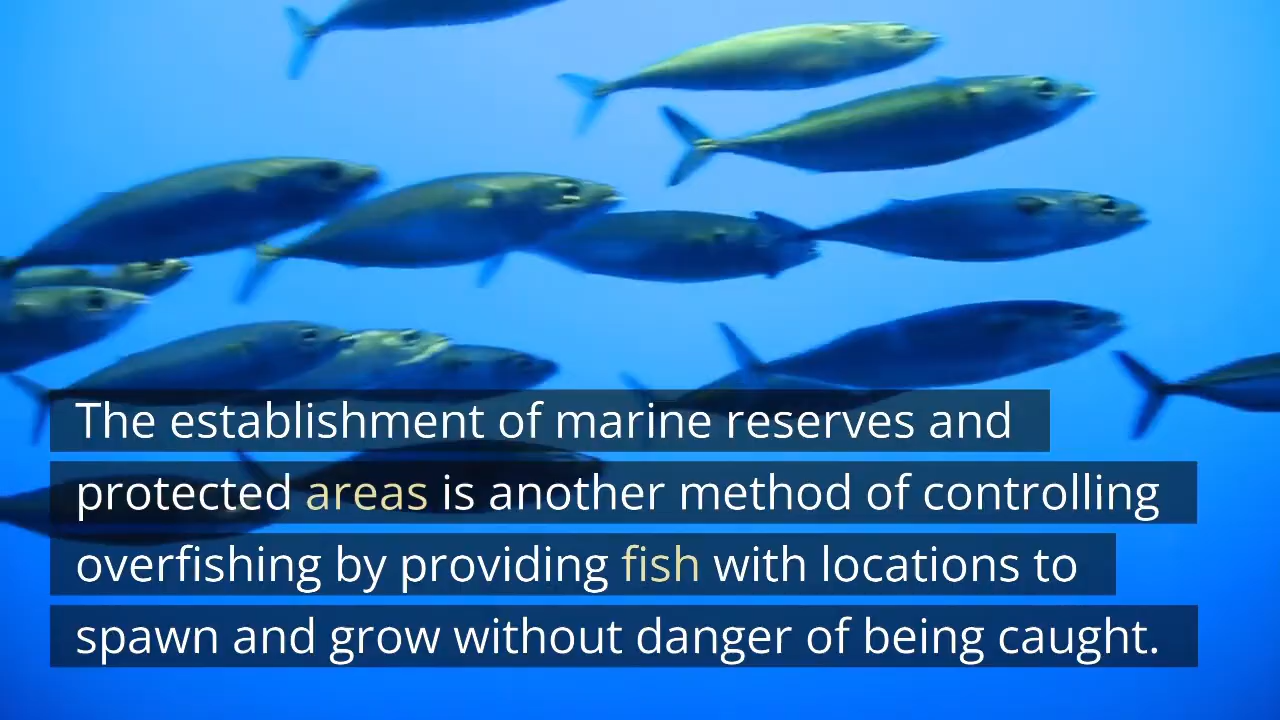 The establishment of marine reserves and
protected areas is another method of controlling
overfishing by providing fish with locations to
spawn and grow without danger of being caught.